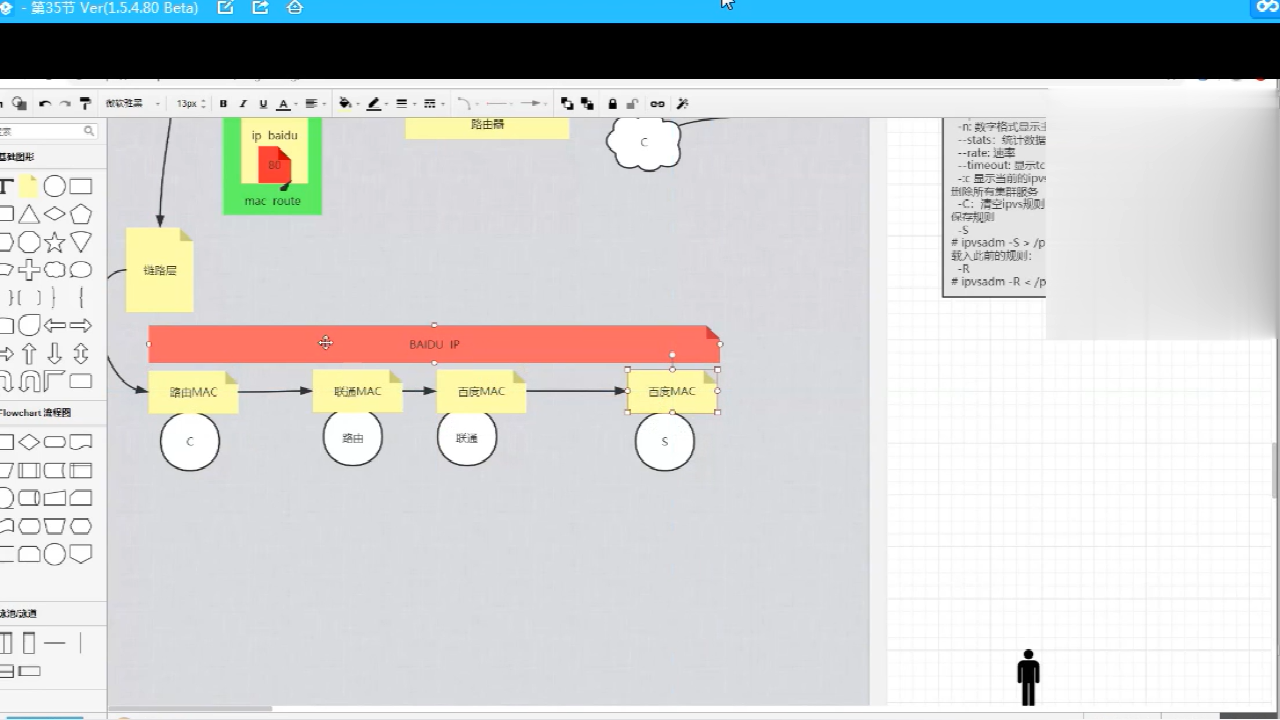 - 第35节 Ver(1.5.4.80 Beta)
微软雅黑
13px
B
I
U
A
索
基础图形
T
Flowchart 流程图
泳池/泳道
ip baidu
80
mac route
路由器
C
链路层
BAIDU IP
路由MAC
联通MAC
百度MAC
百度MAC
C
路由
联通
S
-n: 数字格式显示主
--stats：统计数据
--rate: 速率
--timeout: 显示tc
-:c 显示当前的ipvs
删除所有集群服务
-C：清空ipvs规则
保存规则
-S
# ipvsadm -S > /p
载入此前的规则：
-R
# ipvsadm -R < /p